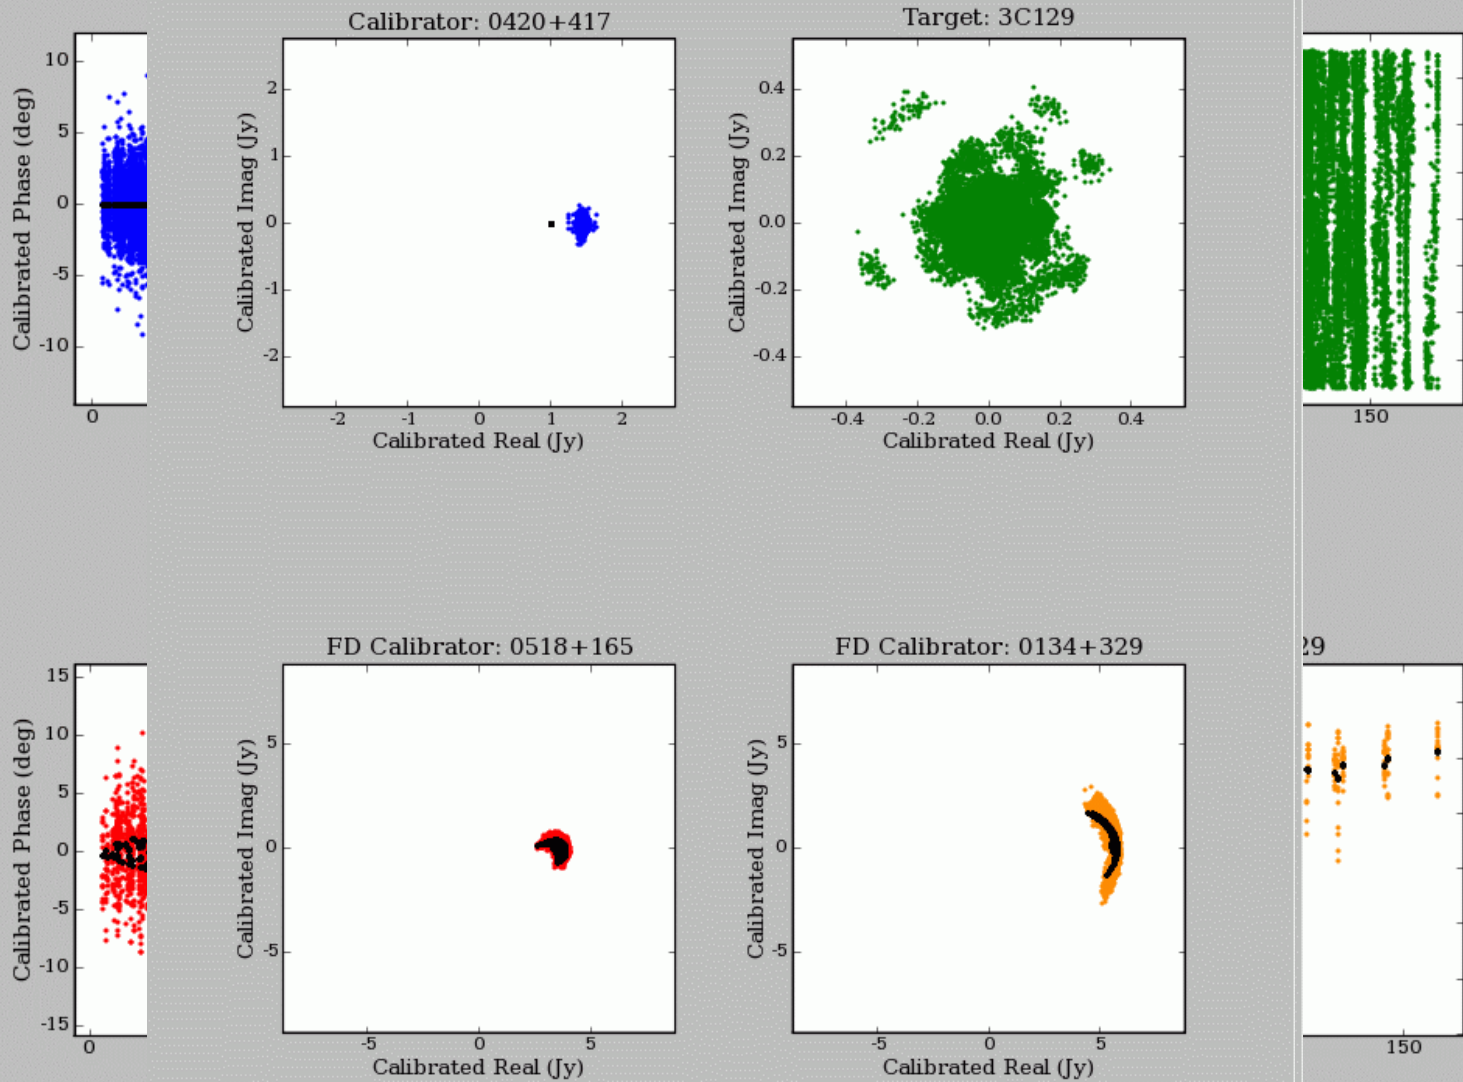 Calibrator: 0420+417
Target: 3C129
10
5
0
-5
-10
Calibrated Phase (deg)
0
2
1
0
-1
-2
Calibrated Imag (Jy)
-2 -1 0 1 2
Calibrated Real (Jy)
0.4
0.2
0.0
-0.2
-0.4
Calibrated Imag (Jy)
-0.4 -0.2 0.0 0.2 0.4
Calibrated Real (Jy)
150
FD Calibrator: 0518+165
FD Calibrator: 0134+329
29
15
10
5
0
-5
-10
-15
Calibrated Phase (deg)
0
5
0
-5
Calibrated Imag (Jy)
-5 0 5
Calibrated Real (Jy)
5
0
-5
Calibrated Imag (Jy)
-5 0 5
Calibrated Real (Jy)
150